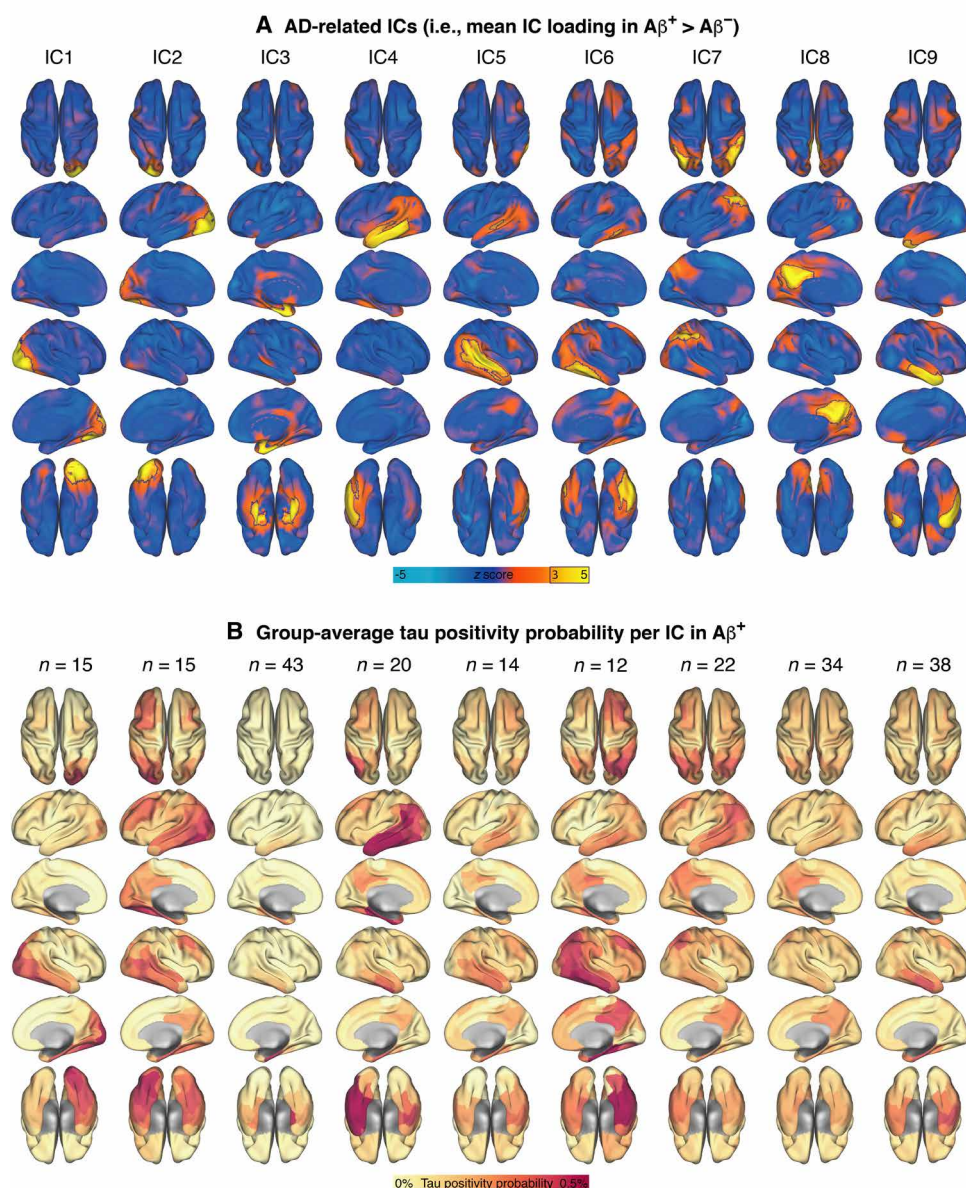 A AD-related ICs (i.e., mean IC loading in Aβ⁺ > Aβ⁻)
IC1 IC2 IC3 IC4 IC5 IC6 IC7 IC8 IC9
-5 z score 3 5
B Group-average tau positivity probability per IC in Aβ⁺
n = 15 n = 15 n = 43 n = 20 n = 14 n = 12 n = 22 n = 34 n = 38
0% Tau positivity probability 0.5%